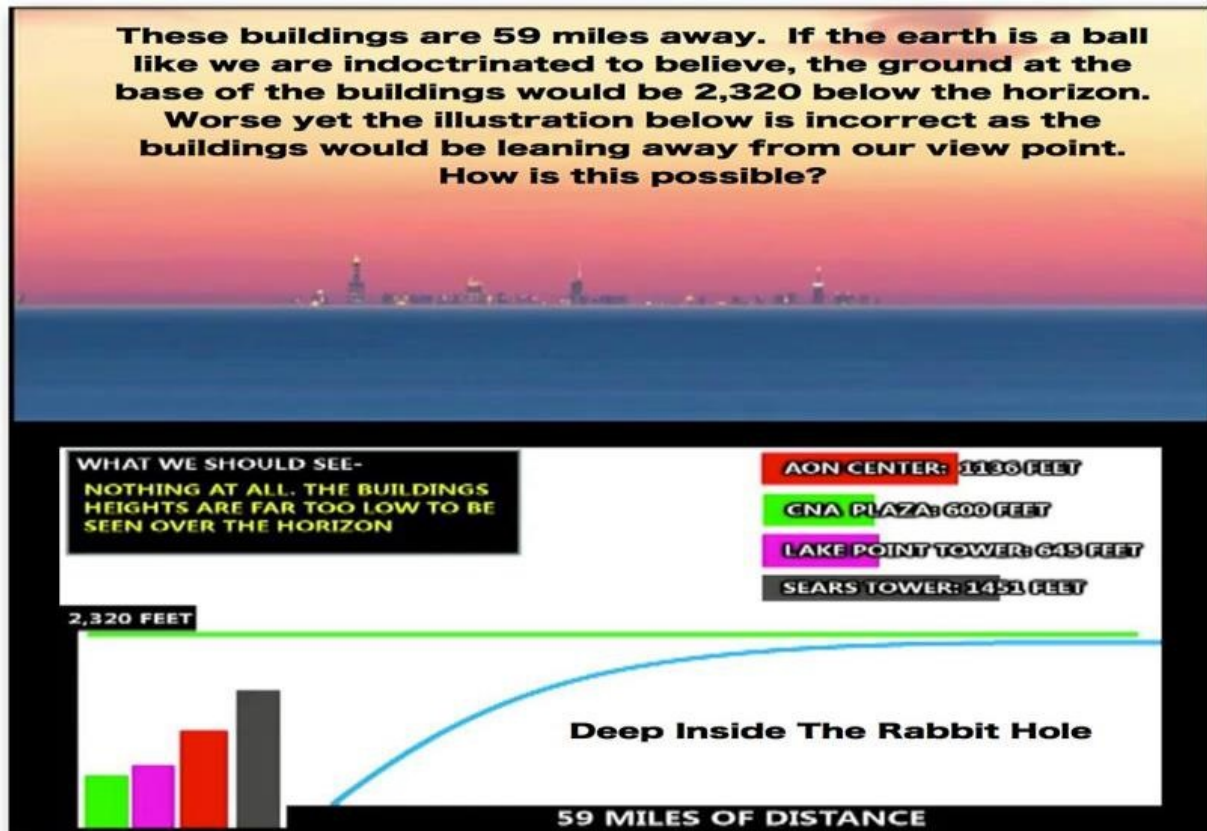 These buildings are 59 miles away. If the earth is a ball
like we are indoctrinated to believe, the ground at the
base of the buildings would be 2,320 below the horizon.
Worse yet the illustration below is incorrect as the
buildings would be leaning away from our view point.
How is this possible?
WHAT WE SHOULD SEE-
NOTHING AT ALL. THE BUILDINGS
HEIGHTS ARE FAR TOO LOW TO BE
SEEN OVER THE HORIZON
AON CENTER: 1136 FEET
CNA PLAZA: 600 FEET
LAKE POINT TOWER: 645 FEET
SEARS TOWER: 1451 FEET
2,320 FEET
Deep Inside The Rabbit Hole
59 MILES OF DISTANCE